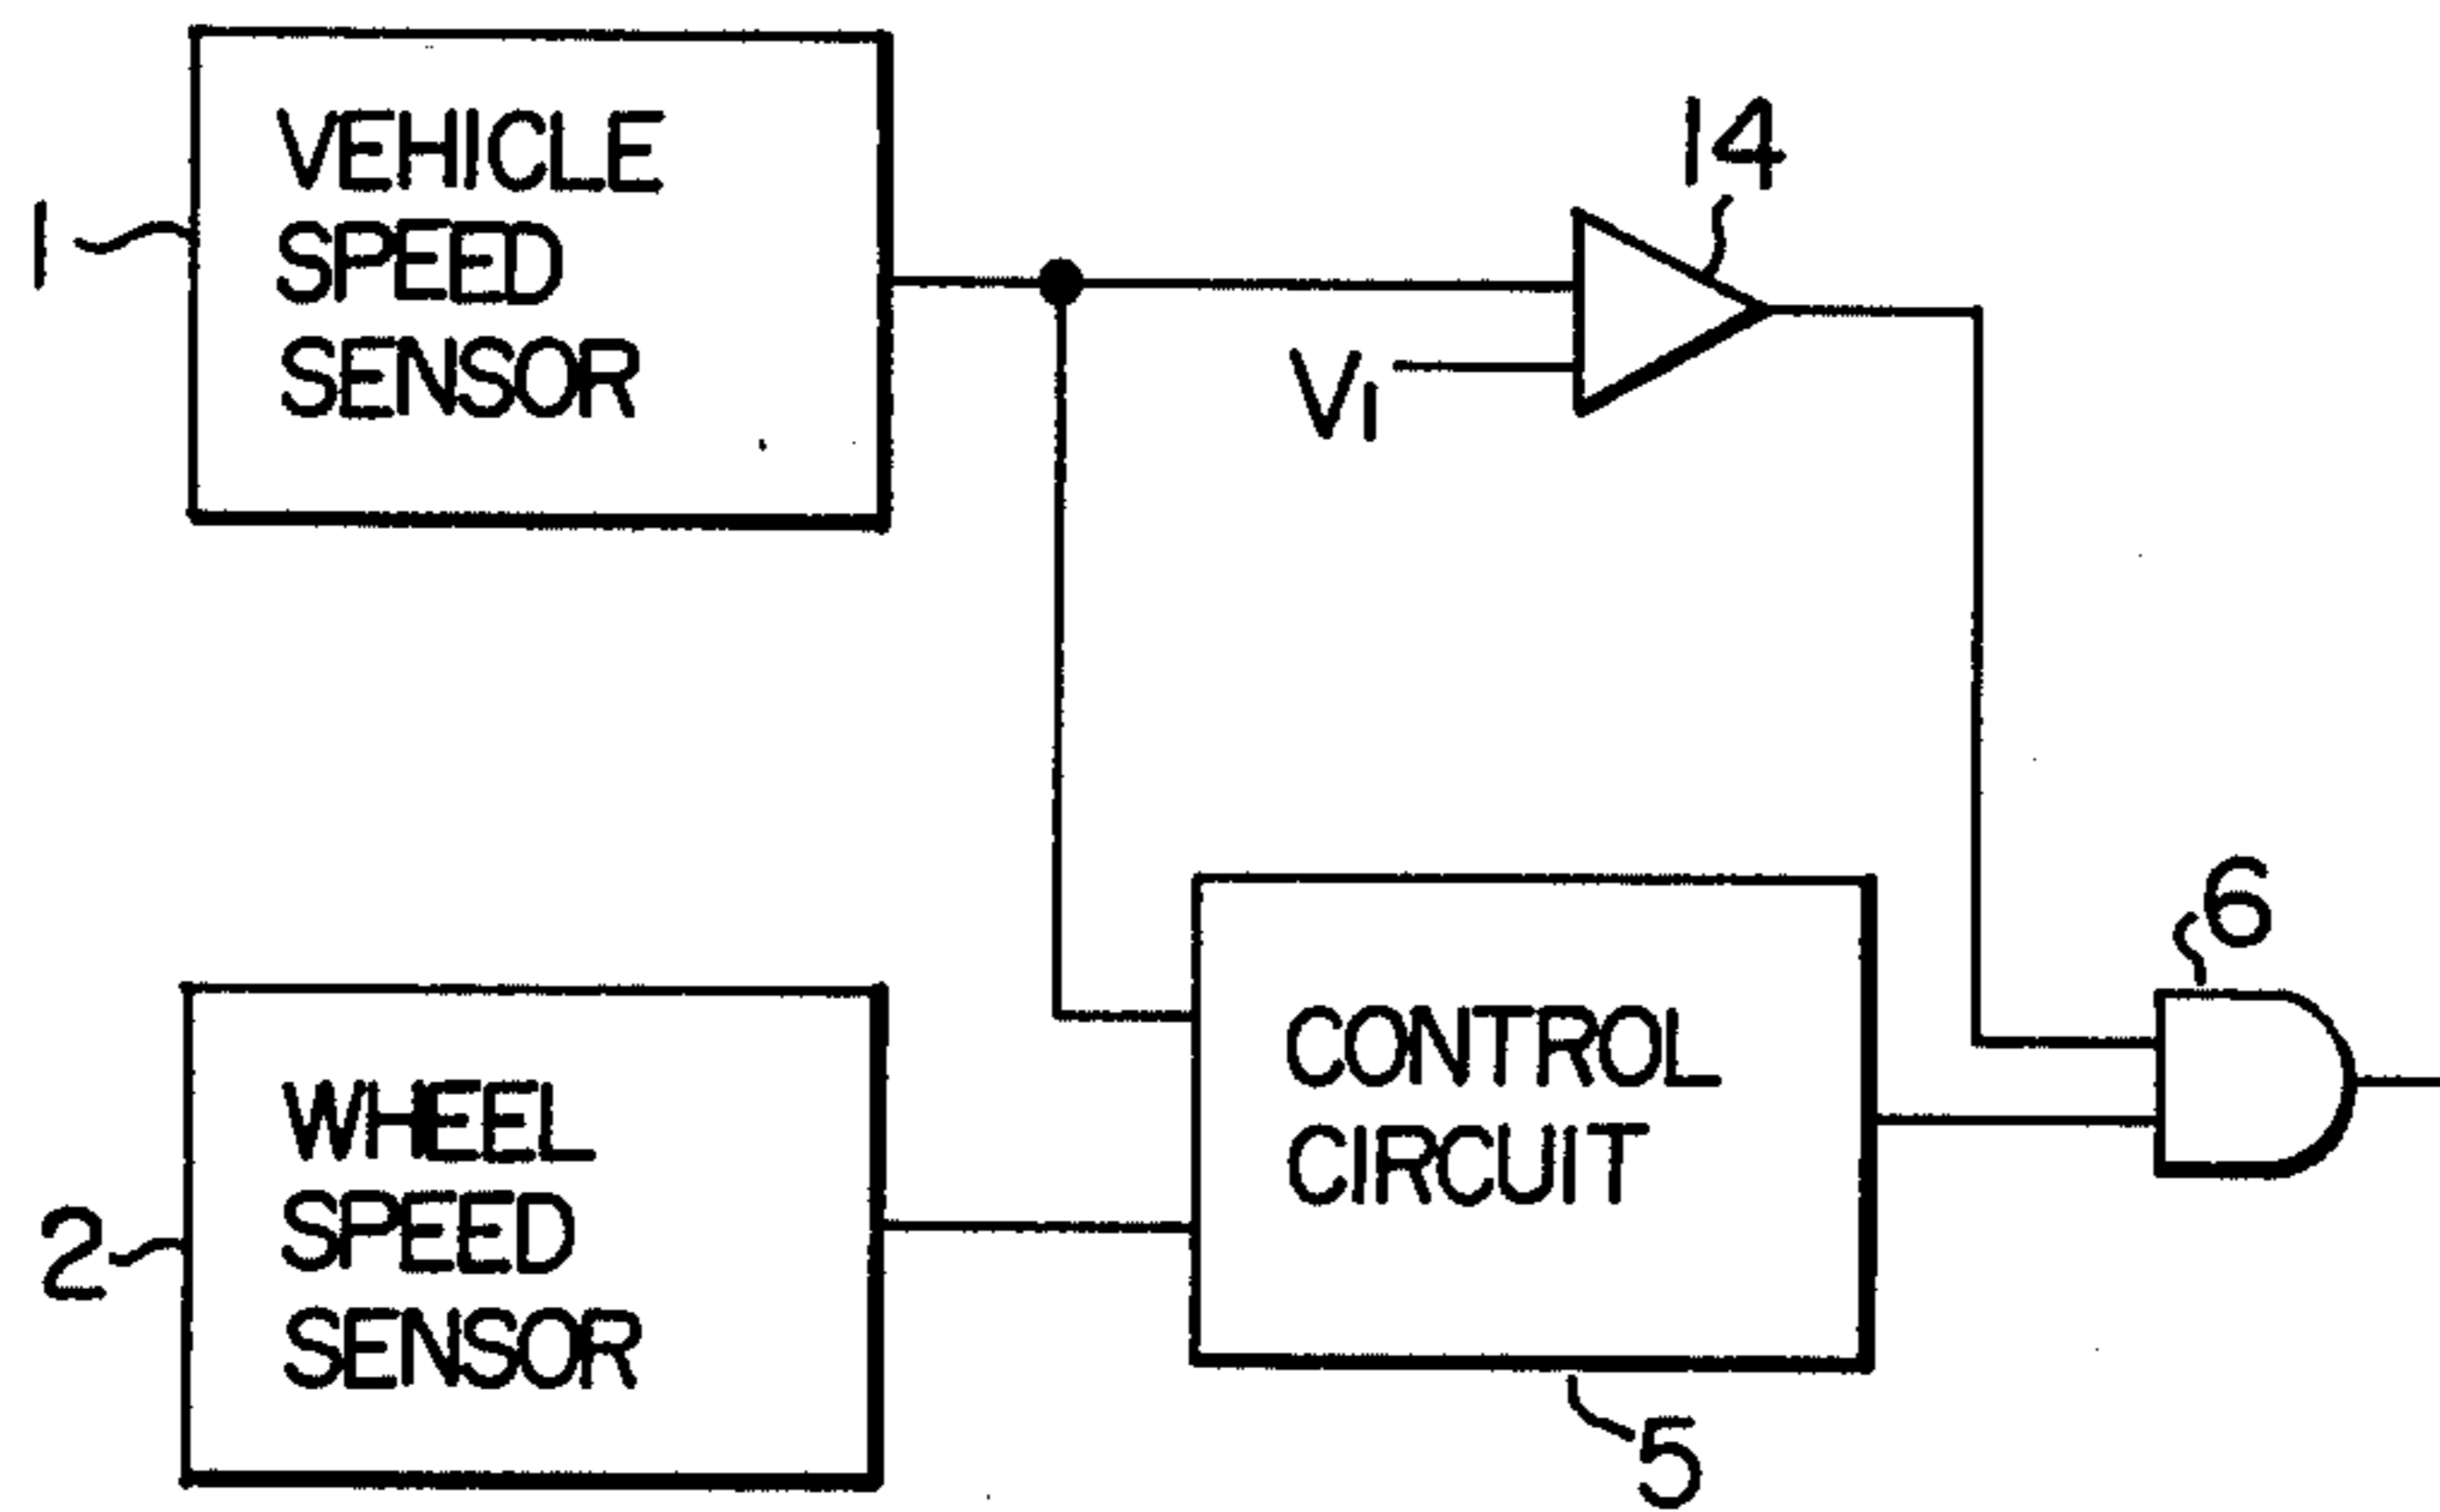 VEHICLE
SPEED
SENSOR
1
14
V1
6
WHEEL
SPEED
SENSOR
2
CONTROL
CIRCUIT
5